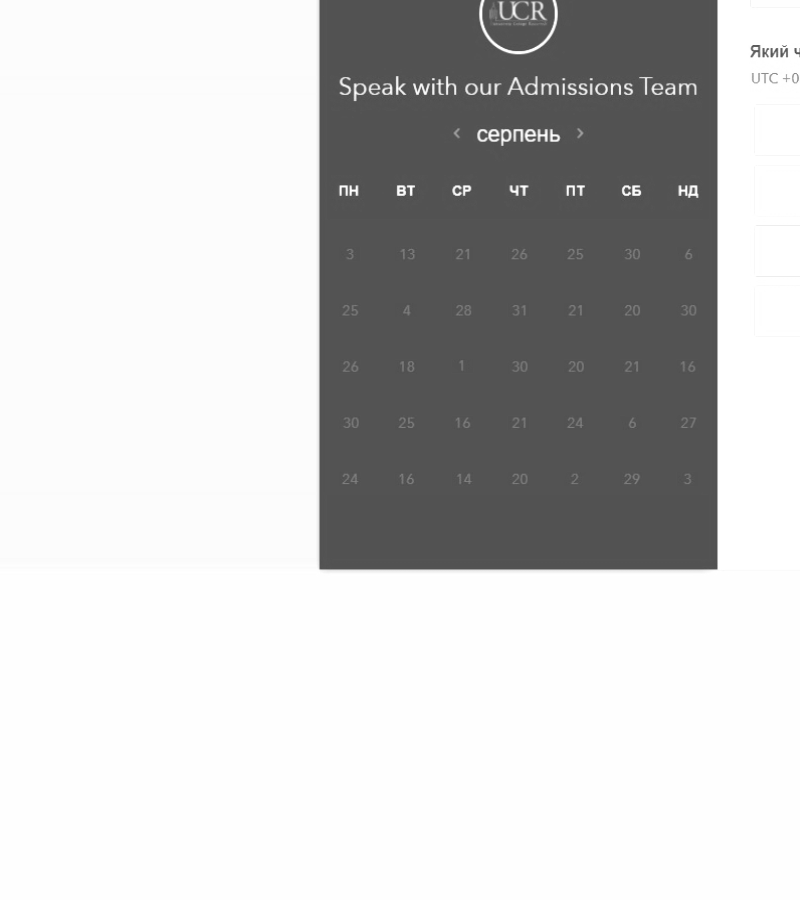 UCR
Який ч
Speak with our Admissions Team
UTC +0
‹ серпень ›
ПН ВТ СР ЧТ ПТ СБ НД
3 13 21 26 25 30 6
25 4 28 31 21 20 30
26 18 1 30 20 21 16
30 25 16 21 24 6 27
24 16 14 20 2 29 3